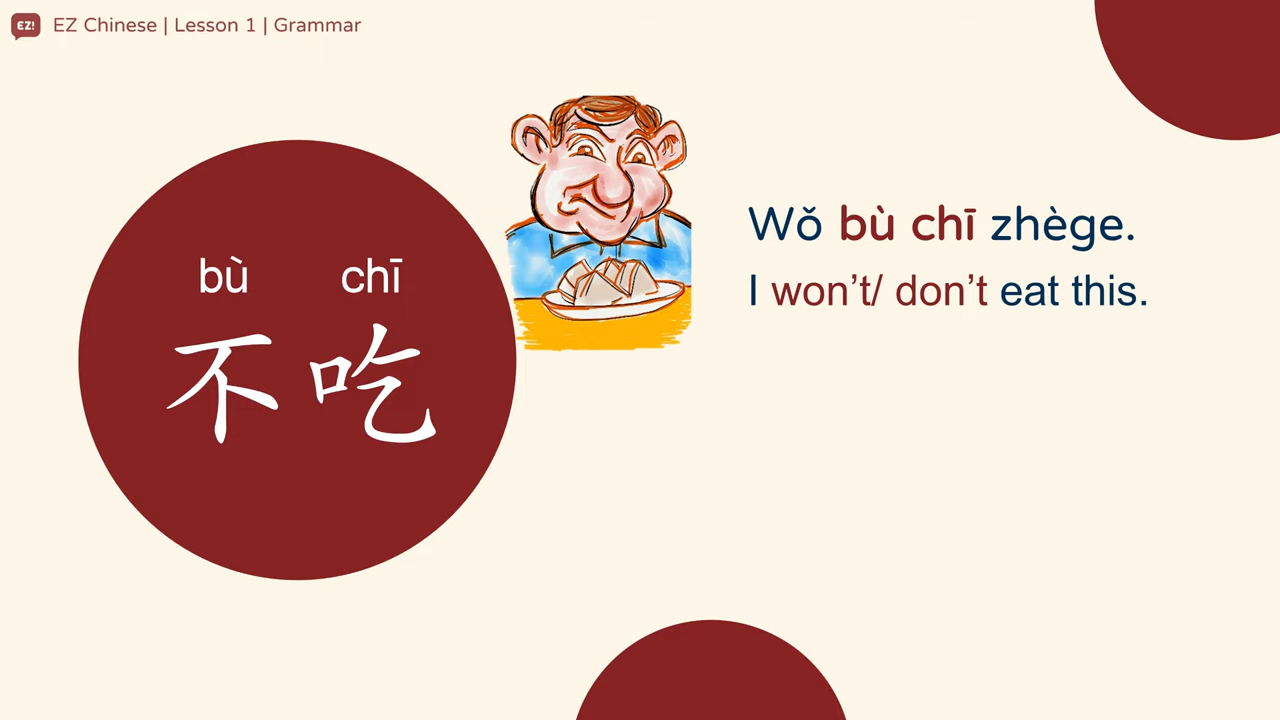 EZ! EZ Chinese | Lesson 1 | Grammar
bù chī
不吃
Wǒ bù chī zhège.
I won’t/ don’t eat this.